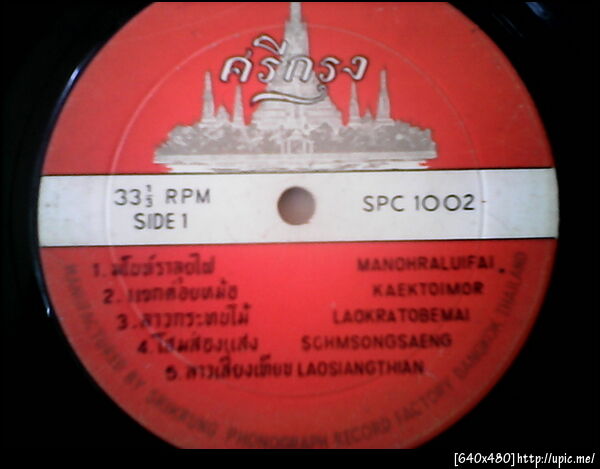 ศรีกรุง
33⅓ RPM
SIDE 1
SPC 1002
1. มโนห์ราลุยไฟ MANOHRALUIFAI
2. แขกต่อยหม้อ KAEKTOIMOR
3. ลาวกระทบไม้ LAOKRATOBEMAI
4. โสมส่องแสง SOHMSONGSAENG
5. ลาวเสี่ยงเทียน LAOSIANGTHIAN
MANUFACTURED BY SRIKRUNG PHONOGRAPH RECORD FACTORY BANGKOK THAILAND
[640x480]http://upic.me/